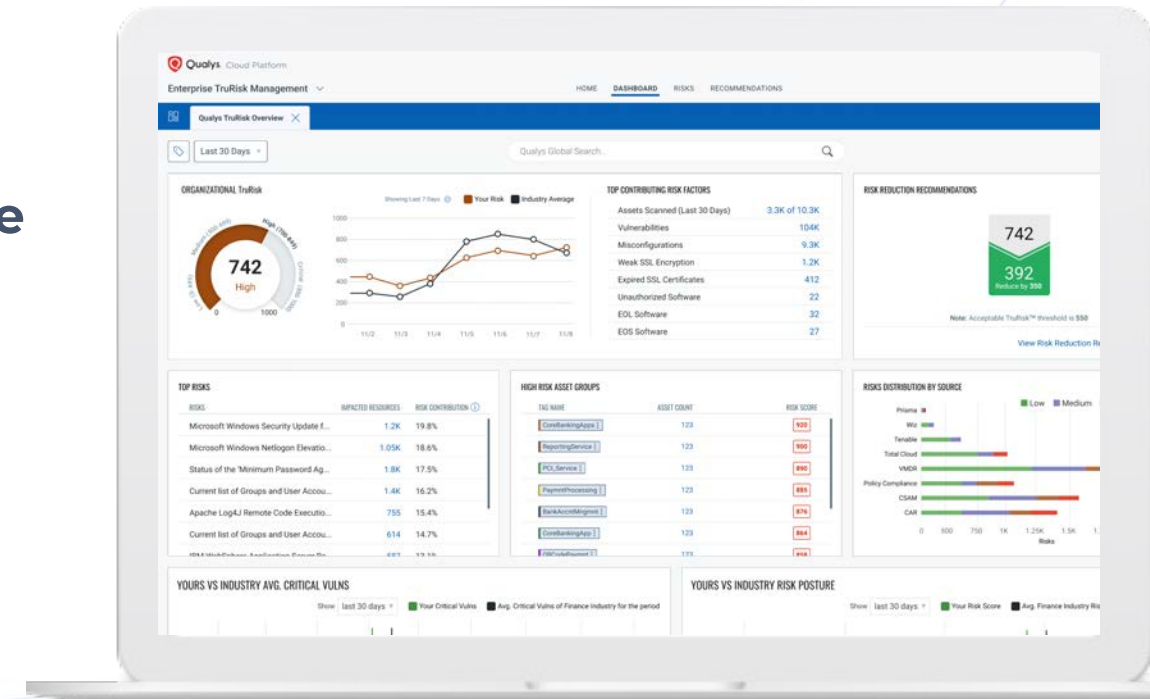 e
Qualys. Cloud Platform
Enterprise TruRisk Management
HOME DASHBOARD RISKS RECOMMENDATIONS
Qualys TruRisk Overview
Last 30 Days
Qualys Global Search...
ORGANIZATIONAL TruRisk
Showing Last 7 Days
Your Risk
Industry Average
Medium (500-699)
High (700-849)
742
High
0
1000
1000
800
600
400
200
0
11/2 11/3 11/4 11/5 11/6 11/7 11/8
TOP CONTRIBUTING RISK FACTORS
Assets Scanned (Last 30 Days) 3.3K of 10.3K
Vulnerabilities 104K
Misconfigurations 9.3K
Weak SSL Encryption 1.2K
Expired SSL Certificates 412
Unauthorized Software 22
EOL Software 32
EOS Software 27
RISK REDUCTION RECOMMENDATIONS
742
392
Reduce by 350
Note: Acceptable TruRisk™ threshold is 550
View Risk Reduction Re
TOP RISKS
RISKS IMPACTED RESOURCES RISK CONTRIBUTION
Microsoft Windows Security Update f... 1.2K 19.8%
Microsoft Windows Netlogon Elevatio... 1.05K 18.6%
Status of the 'Minimum Password Ag... 1.8K 17.5%
Current list of Groups and User Accou... 1.4K 16.2%
Apache Log4J Remote Code Executio... 755 15.4%
Current list of Groups and User Accou... 614 14.7%
HIGH RISK ASSET GROUPS
TAG NAME ASSET COUNT RISK SCORE
CoreBankingApps 123 920
ReportingService 123 900
PCI_Service 123 890
PaymntProcessing 123 885
BankAccntMngmnt 123 876
CoreBankingApp 123 864
RISKS DISTRIBUTION BY SOURCE
Low Medium
Prisma
Wiz
Tenable
Total Cloud
VMDR
Policy Compliance
CSAM
CAR
0 500 750 1K 1.25K 1.5K 1.
Risks
YOURS VS INDUSTRY AVG. CRITICAL VULNS
Show last 30 days Your Critical Vulns Avg. Critical Vulns of Finance industry for the period
YOURS VS INDUSTRY RISK POSTURE
Show last 30 days Your Risk Score Avg. Finance Industry Ris